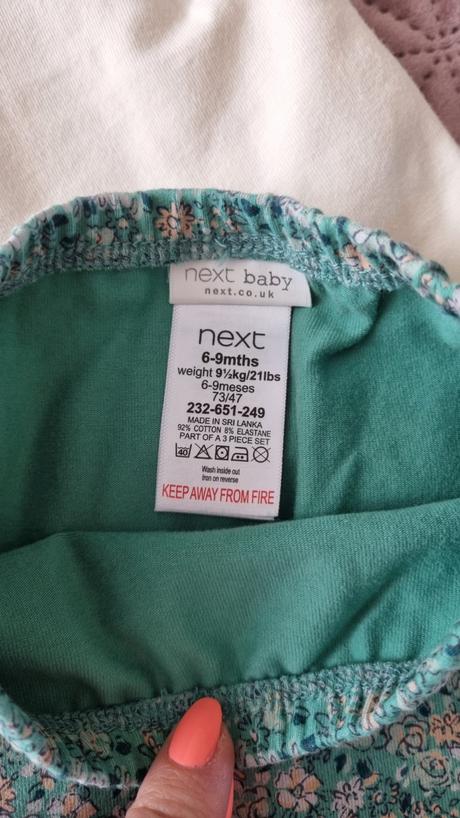 next baby
next.co.uk
next
6-9mths
weight 9½kg/21lbs
6-9meses
73/47
232-651-249
MADE IN SRI LANKA
92% COTTON 8% ELASTANE
PART OF A 3 PIECE SET
40
Wash inside out
Iron on reverse
KEEP AWAY FROM FIRE